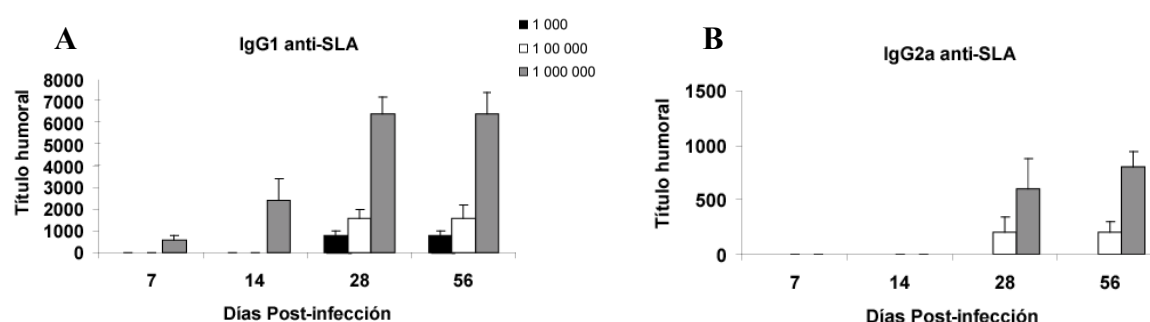 A
IgG1 anti-SLA
1 000
1 00 000
1 000 000
Título humoral
8000
7000
6000
5000
4000
3000
2000
1000
0
7 14 28 56
Días Post-infección
B
IgG2a anti-SLA
Título humoral
1500
1000
500
0
7 14 28 56
Días Post-infección